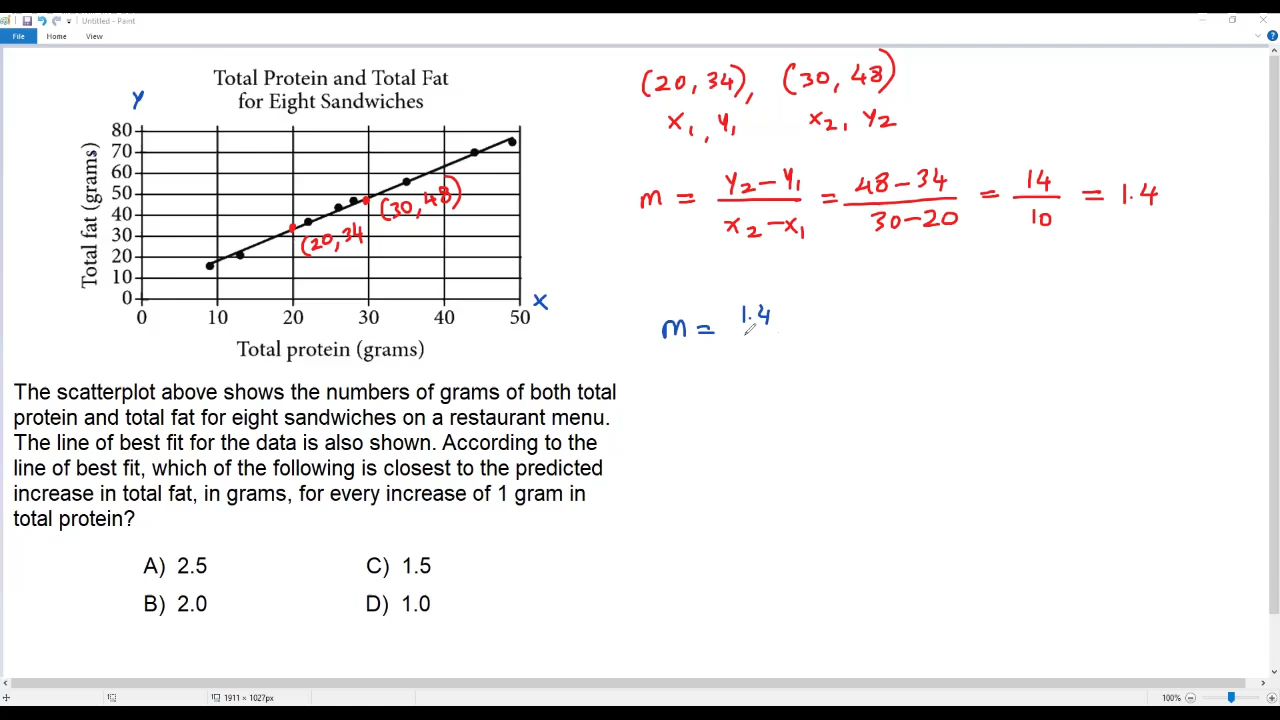 Untitled - Paint
File Home View
Total Protein and Total Fat
for Eight Sandwiches
Y
Total fat (grams)
80
70
60
50
40
30
20
10
0
(30, 48)
(20, 34
X
0 10 20 30 40 50
Total protein (grams)
The scatterplot above shows the numbers of grams of both total
protein and total fat for eight sandwiches on a restaurant menu.
The line of best fit for the data is also shown. According to the
line of best fit, which of the following is closest to the predicted
increase in total fat, in grams, for every increase of 1 gram in
total protein?
A) 2.5 C) 1.5
B) 2.0 D) 1.0
(20, 34), (30, 48)
x₁, y₁ x₂, y₂
m = y₂ - y₁ / x₂ - x₁ = 48 - 34 / 30 - 20 = 14 / 10 = 1.4
m = 1.4
1911 × 1027px
100%